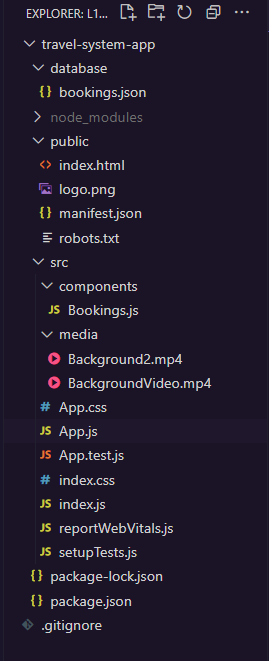 EXPLORER: L1...
travel-system-app
database
bookings.json
node_modules
public
index.html
logo.png
manifest.json
robots.txt
src
components
Bookings.js
media
Background2.mp4
BackgroundVideo.mp4
App.css
App.js
App.test.js
index.css
index.js
reportWebVitals.js
setupTests.js
package-lock.json
package.json
.gitignore